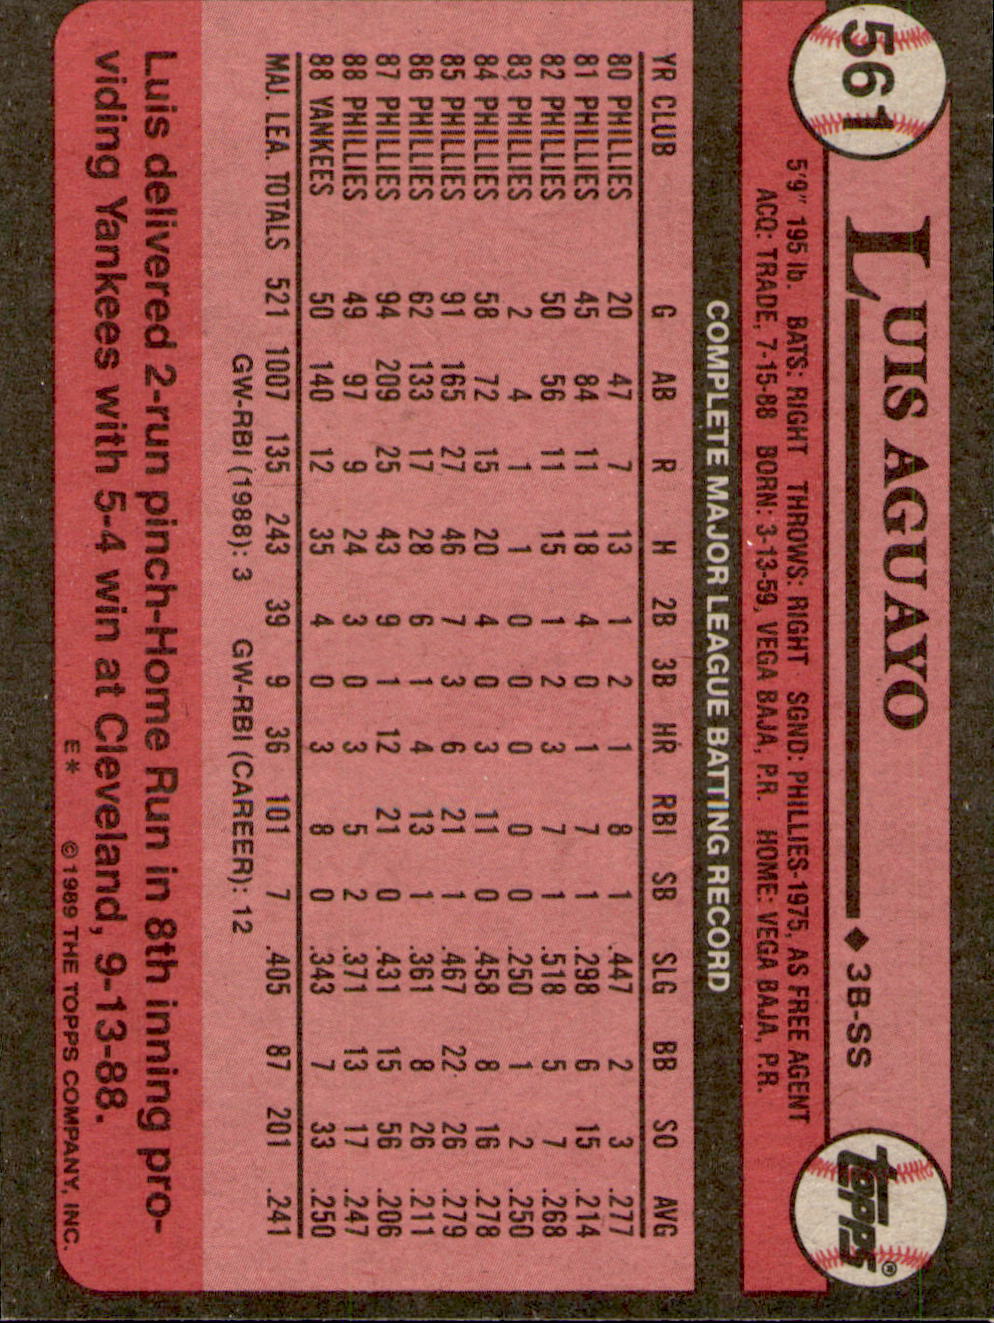 561
LUIS AGUAYO ◆ 3B-SS
TOPPS®
5'9" 195 lb. BATS: RIGHT THROWS: RIGHT SGND: PHILLIES-1975, AS FREE AGENT
ACQ: TRADE, 7-15-88 BORN: 3-13-59, VEGA BAJA, P.R. HOME: VEGA BAJA, P.R.
COMPLETE MAJOR LEAGUE BATTING RECORD
YR CLUB G AB R H 2B 3B HR RBI SB SLG BB SO AVG
80 PHILLIES 20 47 7 13 1 2 1 8 1 .447 2 3 .277
81 PHILLIES 45 84 11 18 4 0 1 7 1 .298 6 15 .214
82 PHILLIES 50 56 11 15 1 2 3 7 1 .518 5 7 .268
83 PHILLIES 2 4 1 1 0 0 0 0 0 .250 1 2 .250
84 PHILLIES 58 72 15 20 4 0 3 11 0 .458 8 16 .278
85 PHILLIES 91 165 27 46 7 3 6 21 1 .467 22 26 .279
86 PHILLIES 62 133 17 28 6 1 4 13 1 .361 8 26 .211
87 PHILLIES 94 209 25 43 9 1 12 21 0 .431 15 56 .206
88 PHILLIES 49 97 9 24 3 0 3 5 2 .371 13 17 .247
88 YANKEES 50 140 12 35 4 0 3 8 0 .343 7 33 .250
MAJ. LEA. TOTALS 521 1007 135 243 39 9 36 101 7 .405 87 201 .241
GW-RBI (1988): 3 GW-RBI (CAREER): 12
Luis delivered 2-run pinch-Home Run in 8th inning pro-
viding Yankees with 5-4 win at Cleveland, 9-13-88.
E* © 1989 THE TOPPS COMPANY, INC.